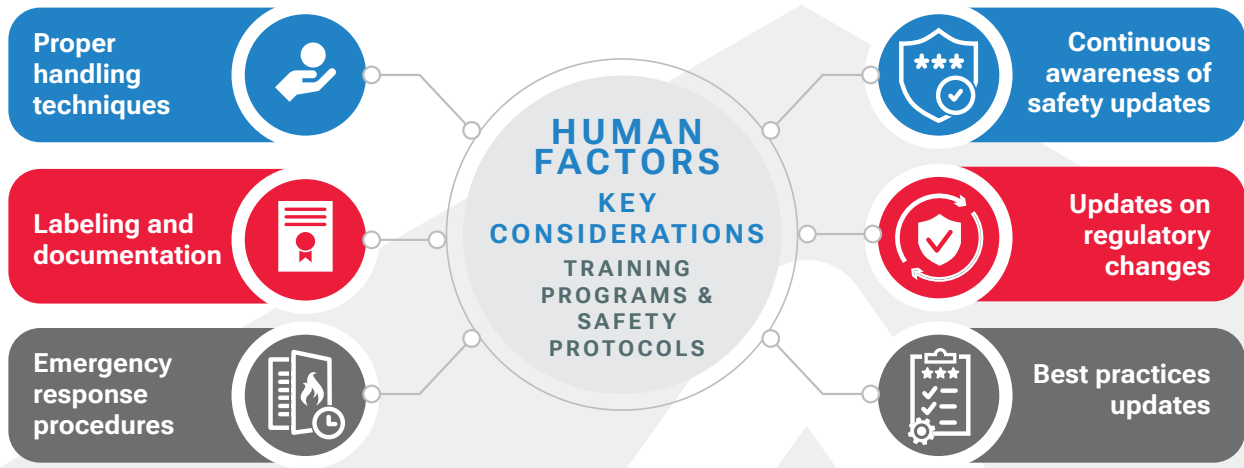 Proper
handling
techniques
Labeling and
documentation
Emergency
response
procedures
HUMAN
FACTORS
KEY
CONSIDERATIONS
TRAINING
PROGRAMS &
SAFETY
PROTOCOLS
Continuous
awareness of
safety updates
Updates on
regulatory
changes
Best practices
updates